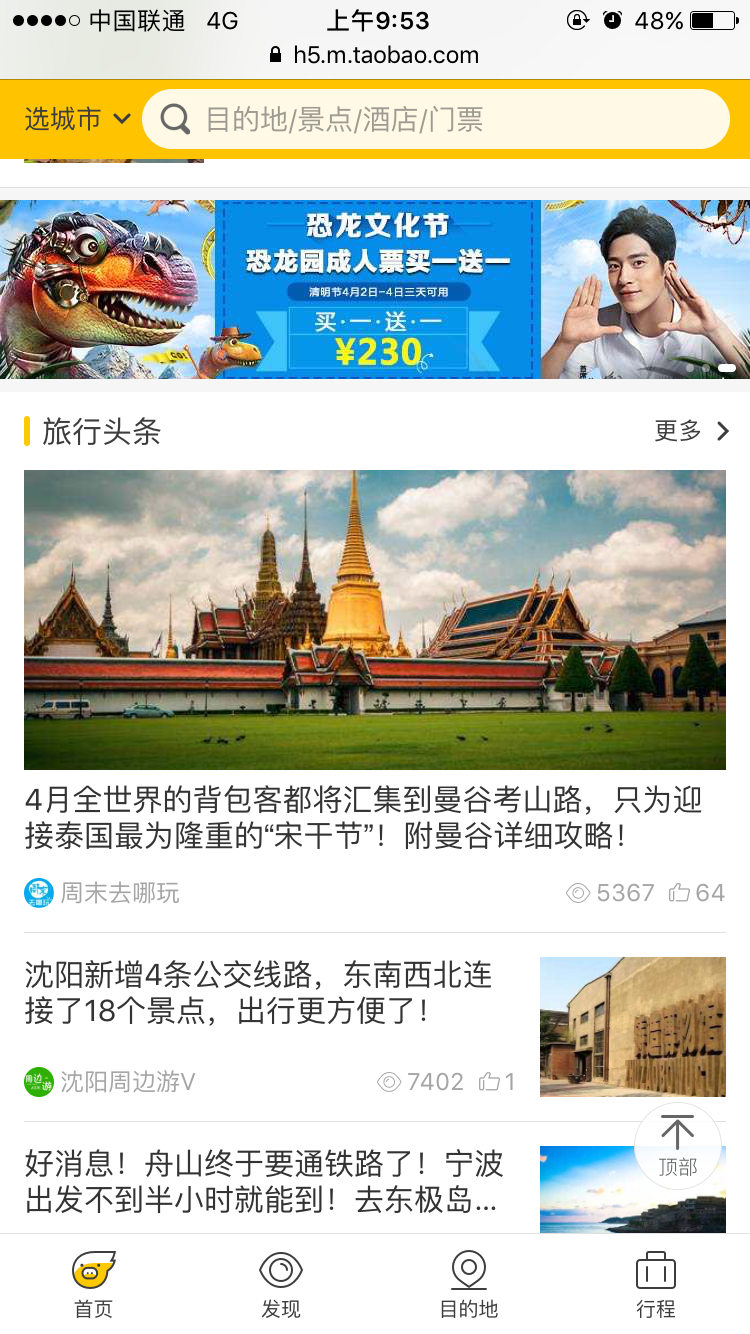 中国联通 4G 上午9:53 48%
h5.m.taobao.com
选城市 目的地/景点/酒店/门票
恐龙文化节
恐龙园成人票买一送一
清明节4月2日-4日三天可用
买·一·送·一
¥230
GO!
旅行头条 更多
4月全世界的背包客都将汇集到曼谷考山路，只为迎
接泰国最为隆重的“宋干节”！附曼谷详细攻略！
周末去哪玩 5367 64
沈阳新增4条公交线路，东南西北连
接了18个景点，出行更方便了！
沈阳周边游V 7402 1
顶部
好消息！舟山终于要通铁路了！宁波
出发不到半小时就能到！去东极岛...
首页 发现 目的地 行程